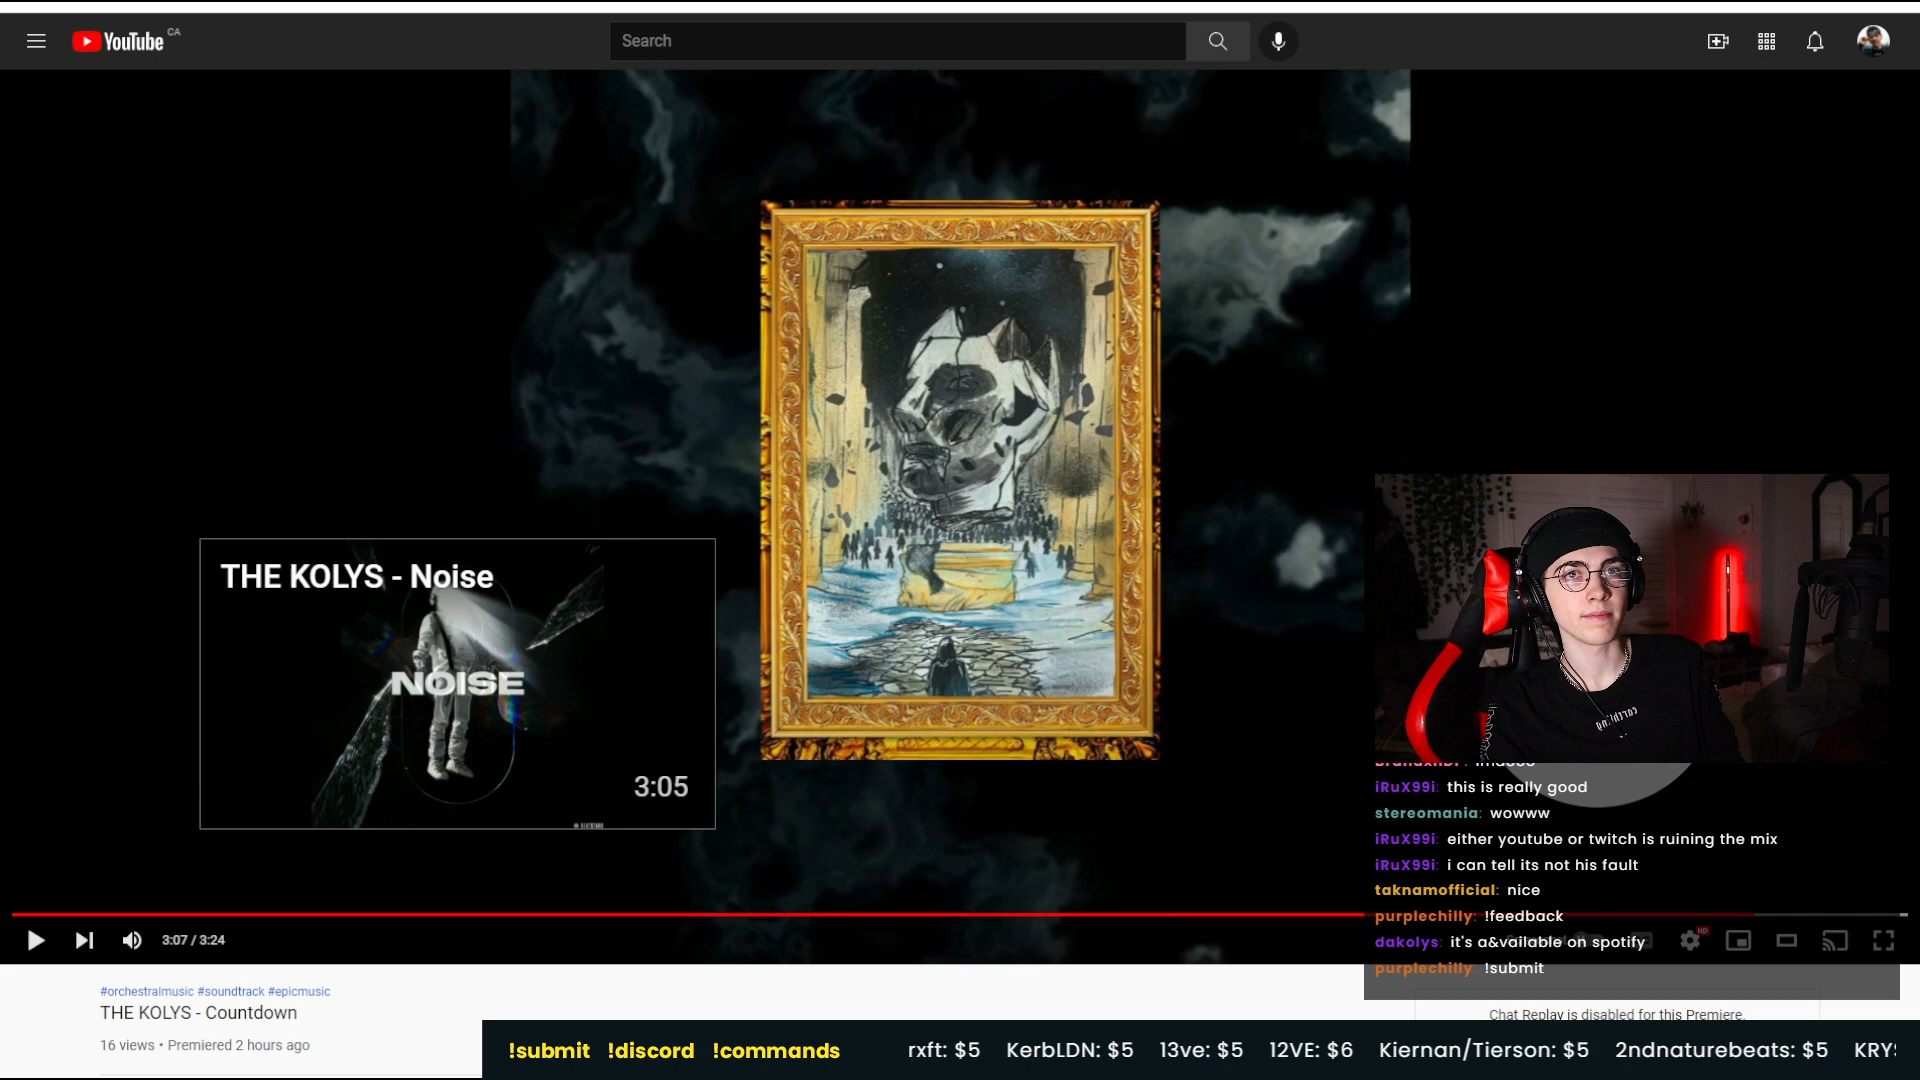 YouTube CA
Search
THE KOLYS - Noise
NOISE
3:05
iRuX99i: this is really good
stereomania: wowww
iRuX99i: either youtube or twitch is ruining the mix
iRuX99i: i can tell its not his fault
taknamofficial: nice
purplechilly: !feedback
dakolys: it's a&vailable on spotify
purplechilly: !submit
3:07 / 3:24
HD
#orchestralmusic #soundtrack #epicmusic
THE KOLYS - Countdown
16 views • Premiered 2 hours ago
Chat Replay is disabled for this Premiere.
!submit !discord !commands rxft: $5 KerbLDN: $5 13ve: $5 12VE: $6 Kiernan/Tierson: $5 2ndnaturebeats: $5